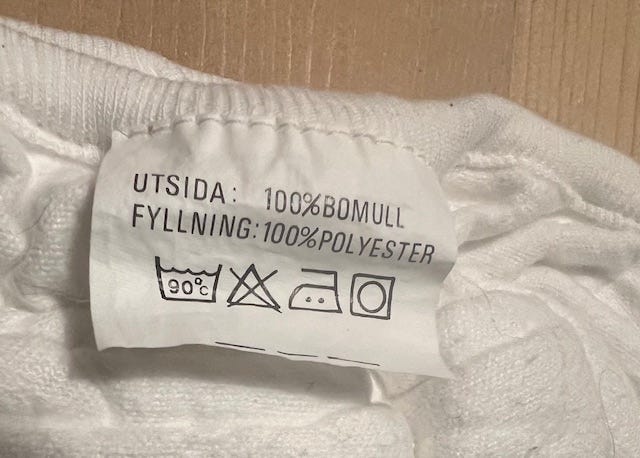 UTSIDA: 100%BOMULL
FYLLNING:100%POLYESTER
90°C